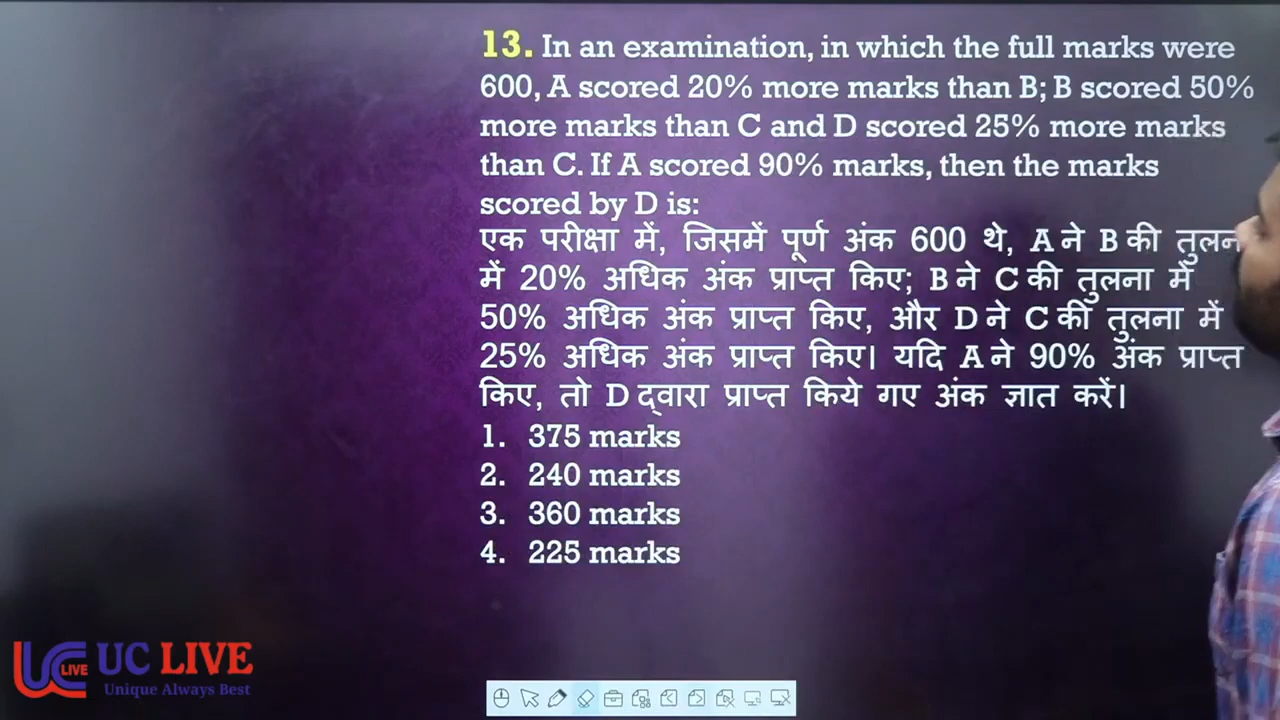 13. In an examination, in which the full marks were
600, A scored 20% more marks than B; B scored 50%
more marks than C and D scored 25% more marks
than C. If A scored 90% marks, then the marks
scored by D is:
एक परीक्षा में, जिसमें पूर्ण अंक 600 थे, A ने B की
में 20% अधिक अंक प्राप्त किए; B ने C की तुलना में
50% अधिक अंक प्राप्त किए, और D ने C की तुलना में
25% अधिक अंक प्राप्त किए। यदि A ने 90% अंक प्राप्त
किए, तो D द्वारा प्राप्त किये गए अंक ज्ञात करें।
1. 375 marks
2. 240 marks
3. 360 marks
4. 225 marks
UC LIVE UC LIVE
Unique Always Best